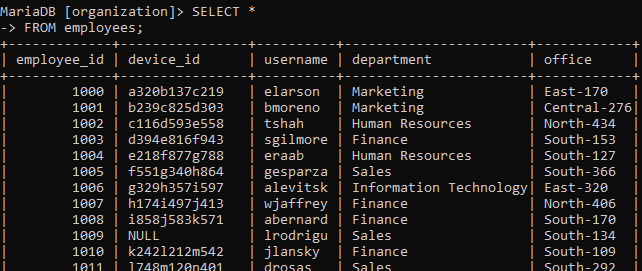 MariaDB [organization]> SELECT *
-> FROM employees;
+-------------+--------------+----------+------------------------+-------------+
| employee_id | device_id    | username | department             | office      |
+-------------+--------------+----------+------------------------+-------------+
|        1000 | a320b137c219 | elarson  | Marketing              | East-170    |
|        1001 | b239c825d303 | bmoreno  | Marketing              | Central-276 |
|        1002 | c116d593e558 | tshah    | Human Resources        | North-434   |
|        1003 | d394e816f943 | sgilmore | Finance                | South-153   |
|        1004 | e218f877g788 | eraab    | Human Resources        | South-127   |
|        1005 | f551g340h864 | gesparza | Sales                  | South-366   |
|        1006 | g329h357i597 | alevitsk | Information Technology| East-320    |
|        1007 | h174i497j413 | wjaffrey | Finance                | North-406   |
|        1008 | i858j583k571 | abernard | Finance                | South-170   |
|        1009 | NULL         | lrodrigu | Sales                  | South-134   |
|        1010 | k242l212m542 | jlansky  | Finance                | South-109   |
|        1011 | l748m120n401 | drosas   | Sales                  | South-292   |